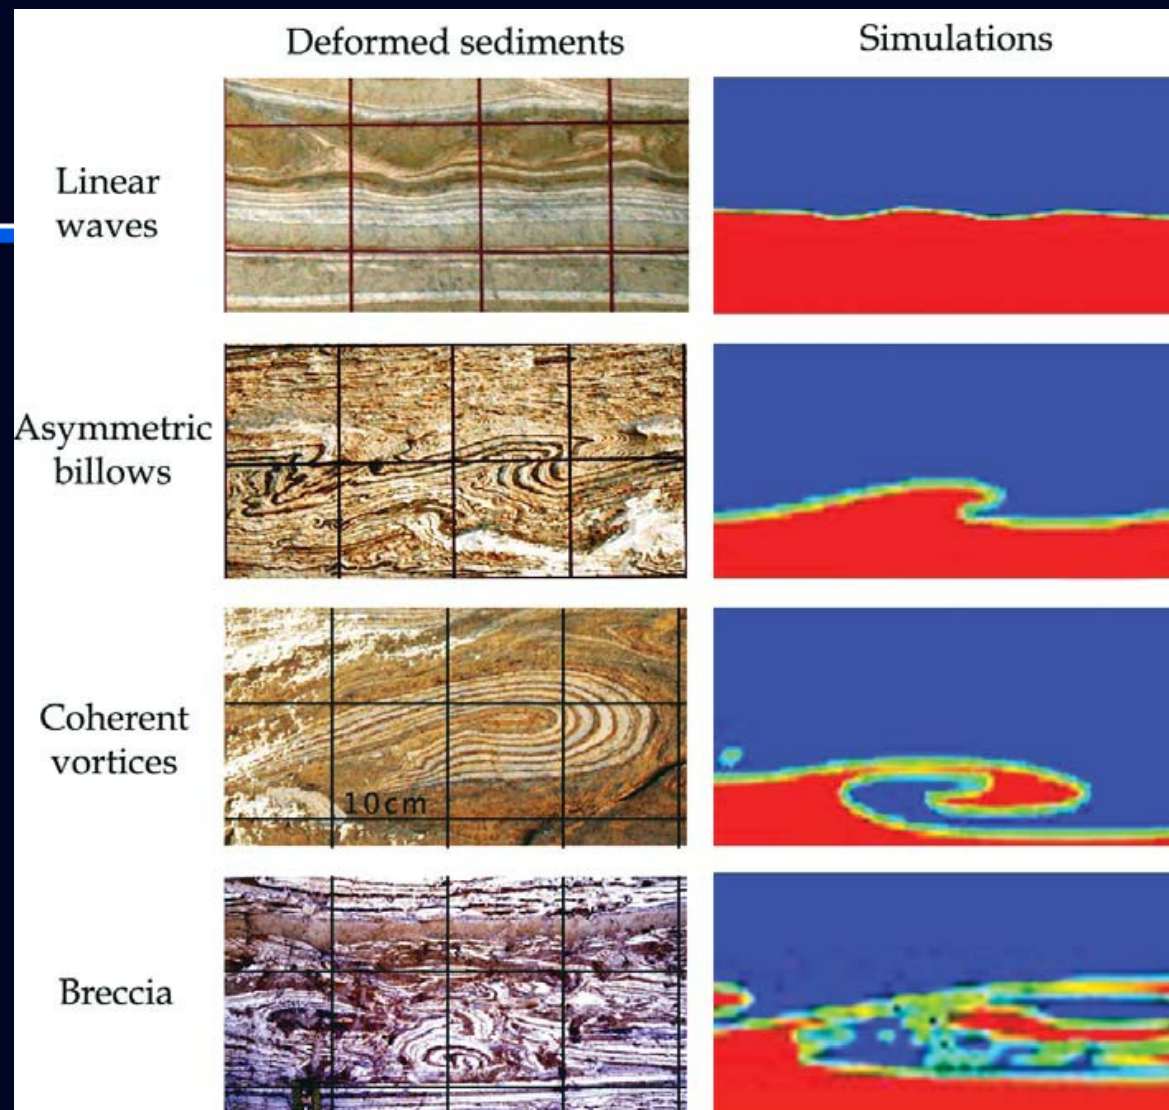 Deformed sediments
Simulations
Linear
waves
Asymmetric
billows
Coherent
vortices
10cm
Breccia